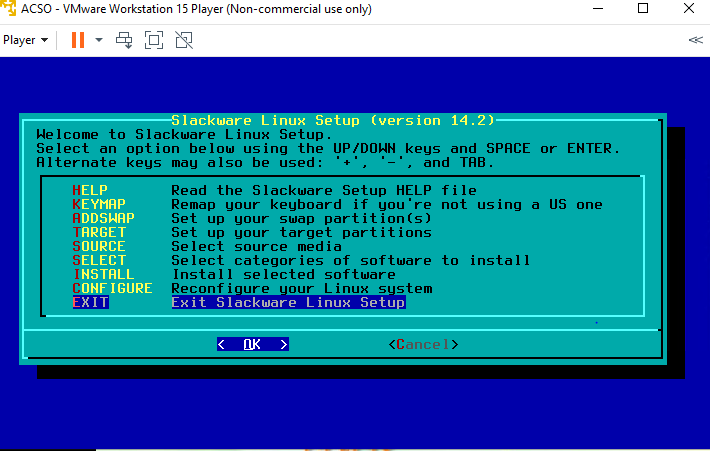 ACSO - VMware Workstation 15 Player (Non-commercial use only)
Player
Slackware Linux Setup (version 14.2)
Welcome to Slackware Linux Setup.
Select an option below using the UP/DOWN keys and SPACE or ENTER.
Alternate keys may also be used: '+', '-', and TAB.
HELP Read the Slackware Setup HELP file
KEYMAP Remap your keyboard if you're not using a US one
ADDSWAP Set up your swap partition(s)
TARGET Set up your target partitions
SOURCE Select source media
SELECT Select categories of software to install
INSTALL Install selected software
CONFIGURE Reconfigure your Linux system
EXIT Exit Slackware Linux Setup
< OK > <Cancel>